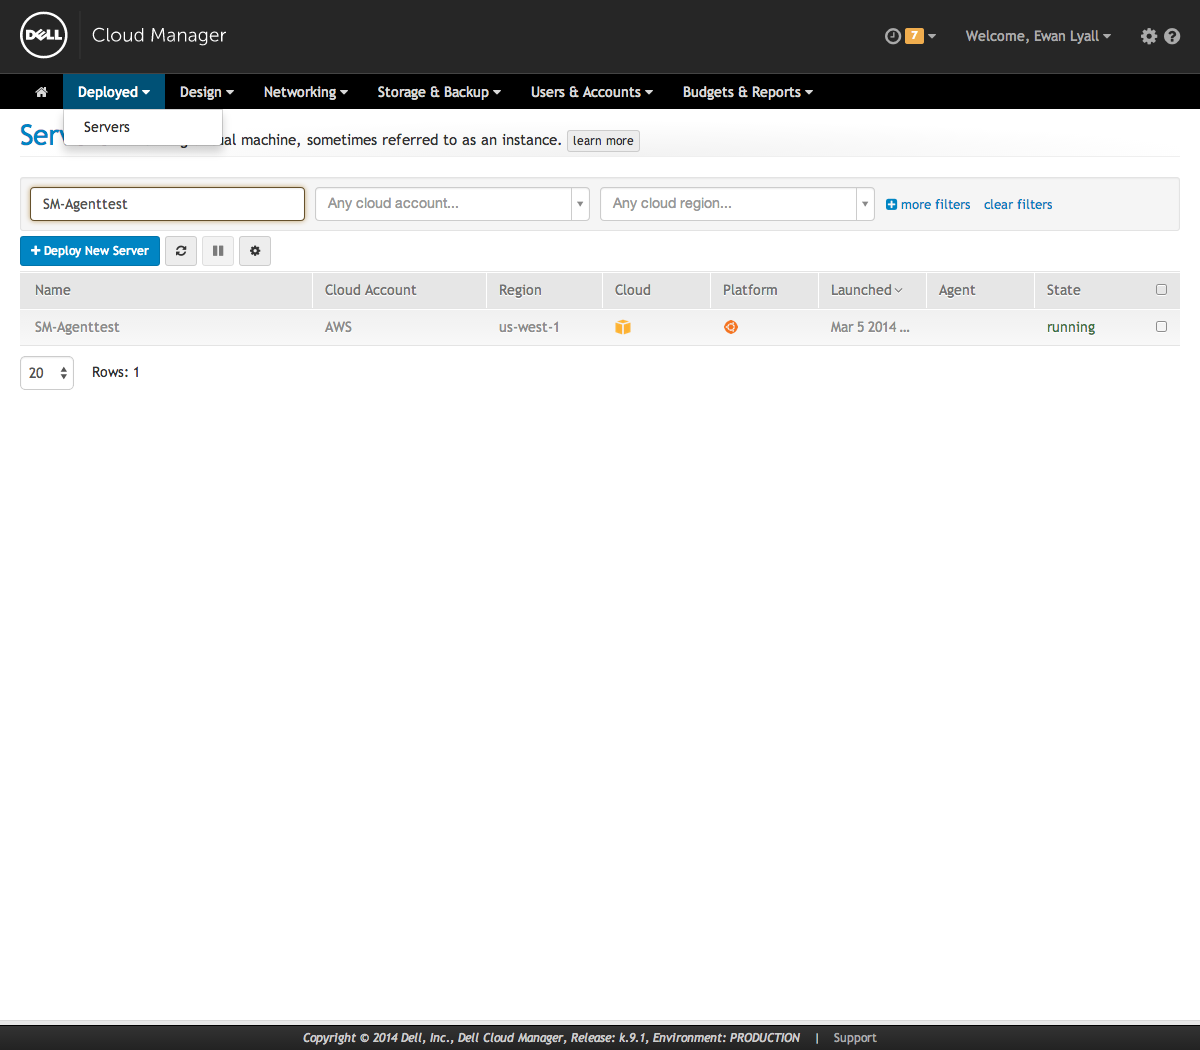 DELL Cloud Manager 7 Welcome, Ewan Lyall
Deployed Design Networking Storage & Backup Users & Accounts Budgets & Reports
Servers
Serv ual machine, sometimes referred to as an instance. learn more
SM-Agenttest Any cloud account... Any cloud region... more filters clear filters
Deploy New Server
Name Cloud Account Region Cloud Platform Launched Agent State
SM-Agenttest AWS us-west-1 Mar 5 2014 ... running
20 Rows: 1
Copyright © 2014 Dell, Inc., Dell Cloud Manager, Release: k.9.1, Environment: PRODUCTION | Support